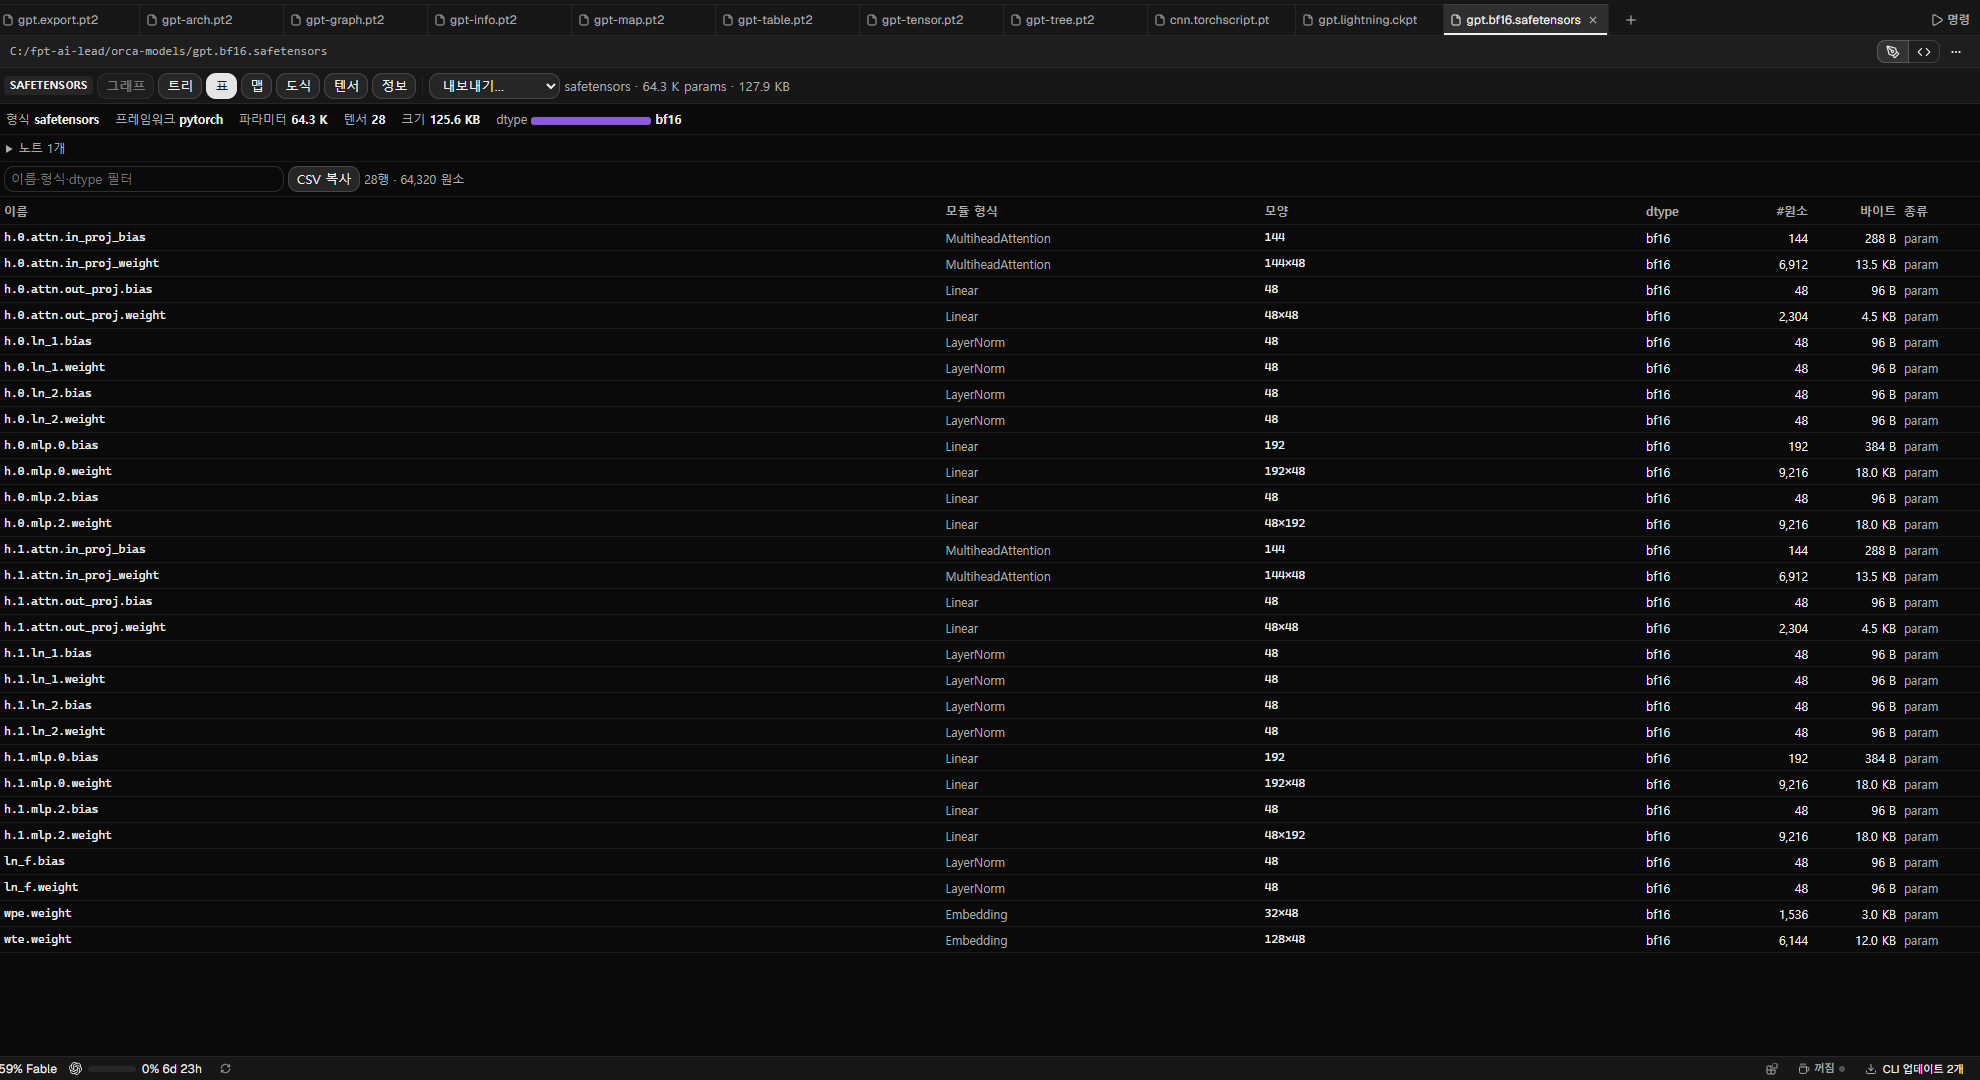 gpt.export.pt2 gpt-arch.pt2 gpt-graph.pt2 gpt-info.pt2 gpt-map.pt2 gpt-table.pt2 gpt-tensor.pt2 gpt-tree.pt2 cnn.torchscript.pt gpt.lightning.ckpt gpt.bf16.safetensors × + 명령
C:/fpt-ai-lead/orca-models/gpt.bf16.safetensors
SAFETENSORS 그래프 트리 표 맵 도식 텐서 정보 내보내기... safetensors · 64.3 K params · 127.9 KB
형식 safetensors 프레임워크 pytorch 파라미터 64.3 K 텐서 28 크기 125.6 KB dtype bf16
▶ 노트 1개
이름·형식·dtype 필터 CSV 복사 28행 · 64,320 원소
이름 모듈 형식 모양 dtype #원소 바이트 종류
h.0.attn.in_proj_bias MultiheadAttention 144 bf16 144 288 B param
h.0.attn.in_proj_weight MultiheadAttention 144×48 bf16 6,912 13.5 KB param
h.0.attn.out_proj.bias Linear 48 bf16 48 96 B param
h.0.attn.out_proj.weight Linear 48×48 bf16 2,304 4.5 KB param
h.0.ln_1.bias LayerNorm 48 bf16 48 96 B param
h.0.ln_1.weight LayerNorm 48 bf16 48 96 B param
h.0.ln_2.bias LayerNorm 48 bf16 48 96 B param
h.0.ln_2.weight LayerNorm 48 bf16 48 96 B param
h.0.mlp.0.bias Linear 192 bf16 192 384 B param
h.0.mlp.0.weight Linear 192×48 bf16 9,216 18.0 KB param
h.0.mlp.2.bias Linear 48 bf16 48 96 B param
h.0.mlp.2.weight Linear 48×192 bf16 9,216 18.0 KB param
h.1.attn.in_proj_bias MultiheadAttention 144 bf16 144 288 B param
h.1.attn.in_proj_weight MultiheadAttention 144×48 bf16 6,912 13.5 KB param
h.1.attn.out_proj.bias Linear 48 bf16 48 96 B param
h.1.attn.out_proj.weight Linear 48×48 bf16 2,304 4.5 KB param
h.1.ln_1.bias LayerNorm 48 bf16 48 96 B param
h.1.ln_1.weight LayerNorm 48 bf16 48 96 B param
h.1.ln_2.bias LayerNorm 48 bf16 48 96 B param
h.1.ln_2.weight LayerNorm 48 bf16 48 96 B param
h.1.mlp.0.bias Linear 192 bf16 192 384 B param
h.1.mlp.0.weight Linear 192×48 bf16 9,216 18.0 KB param
h.1.mlp.2.bias Linear 48 bf16 48 96 B param
h.1.mlp.2.weight Linear 48×192 bf16 9,216 18.0 KB param
ln_f.bias LayerNorm 48 bf16 48 96 B param
ln_f.weight LayerNorm 48 bf16 48 96 B param
wpe.weight Embedding 32×48 bf16 1,536 3.0 KB param
wte.weight Embedding 128×48 bf16 6,144 12.0 KB param
59% Fable 0% 6d 23h 꺼짐 CLI 업데이트 2개